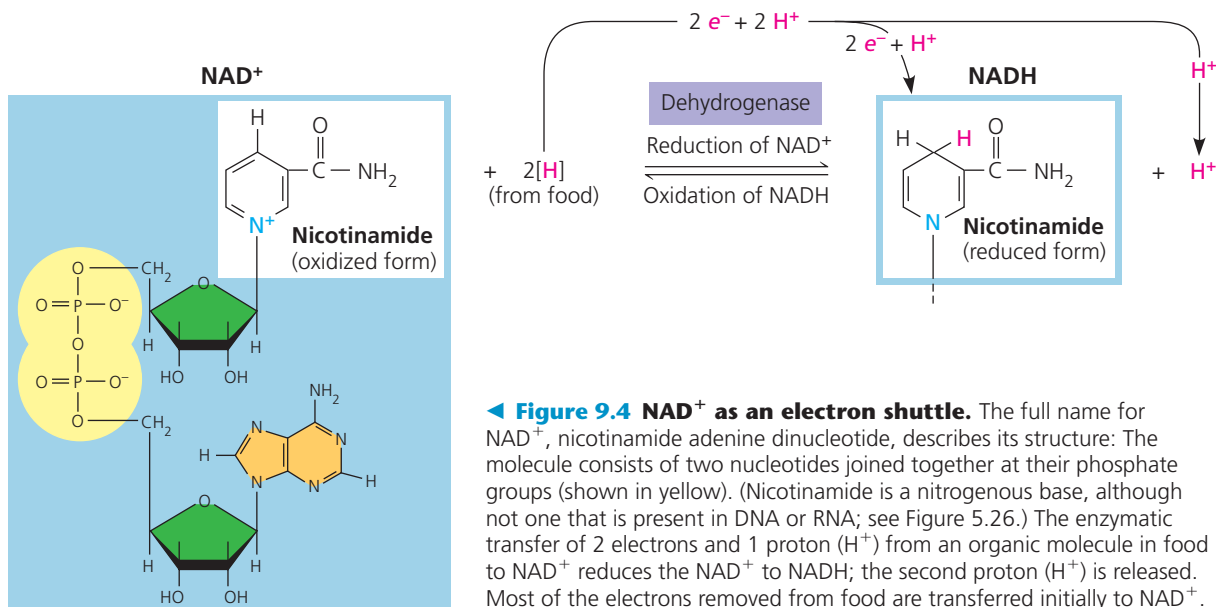 2 e⁻ + 2 H⁺
2 e⁻ + H⁺
NAD⁺
NADH
H⁺
Dehydrogenase
H
O
C
NH₂
N⁺
Nicotinamide
(oxidized form)
+ 2[H]
(from food)
Reduction of NAD⁺
Oxidation of NADH
H H
O
C
NH₂
N
Nicotinamide
(reduced form)
+ H⁺
O
CH₂
O
O=P—O⁻
O
H
H
HO
OH
O=P—O⁻
O
CH₂
NH₂
N
N
H
N
N
H
O
H
H
HO
OH
◄ Figure 9.4 NAD⁺ as an electron shuttle. The full name for
NAD⁺, nicotinamide adenine dinucleotide, describes its structure: The
molecule consists of two nucleotides joined together at their phosphate
groups (shown in yellow). (Nicotinamide is a nitrogenous base, although
not one that is present in DNA or RNA; see Figure 5.26.) The enzymatic
transfer of 2 electrons and 1 proton (H⁺) from an organic molecule in food
to NAD⁺ reduces the NAD⁺ to NADH; the second proton (H⁺) is released.
Most of the electrons removed from food are transferred initially to NAD⁺.